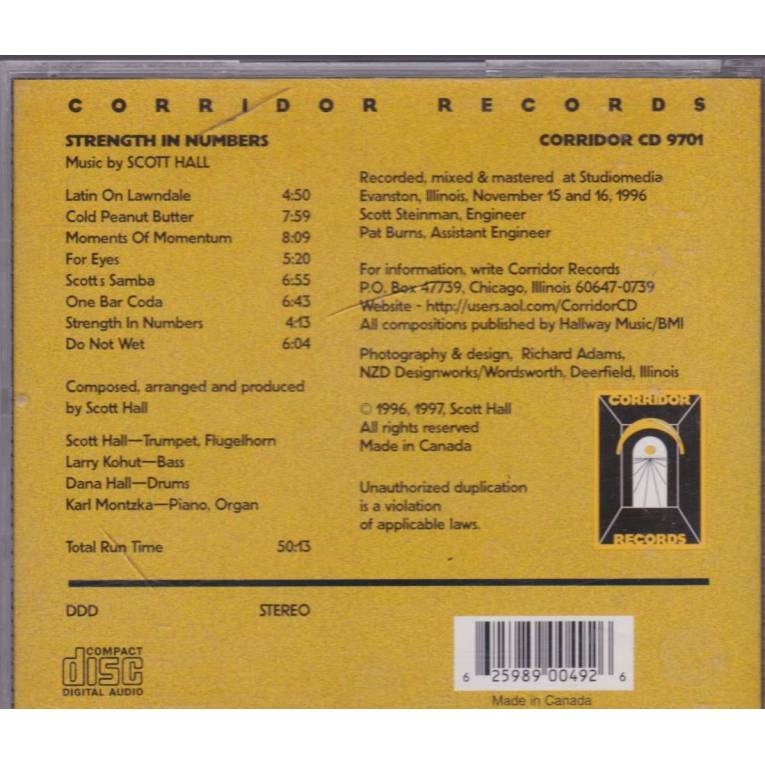 CORRIDOR RECORDS
STRENGTH IN NUMBERS
Music by SCOTT HALL
Latin On Lawndale 4:50
Cold Peanut Butter 7:59
Moments Of Momentum 8:09
For Eyes 5:20
Scott's Samba 6:55
One Bar Coda 6:43
Strength In Numbers 4:13
Do Not Wet 6:04
Composed, arranged and produced
by Scott Hall
Scott Hall—Trumpet, Flugelhorn
Larry Kohut—Bass
Dana Hall—Drums
Karl Montzka—Piano, Organ
Total Run Time 50:13
CORRIDOR CD 9701
Recorded, mixed & mastered at Studiomedia
Evanston, Illinois, November 15 and 16, 1996
Scott Steinman, Engineer
Pat Burns, Assistant Engineer
For information, write Corridor Records
P.O. Box 47739, Chicago, Illinois 60647-0739
Website - http://users.aol.com/CorridorCD
All compositions published by Hallway Music/BMI
Photography & design, Richard Adams,
NZD Designworks/Wordsworth, Deerfield, Illinois
© 1996, 1997, Scott Hall
All rights reserved
Made in Canada
Unauthorized duplication
is a violation
of applicable laws.
CORRIDOR
RECORDS
DDD STEREO
COMPACT
disc
DIGITAL AUDIO
6 25989 00492 6
Made in Canada